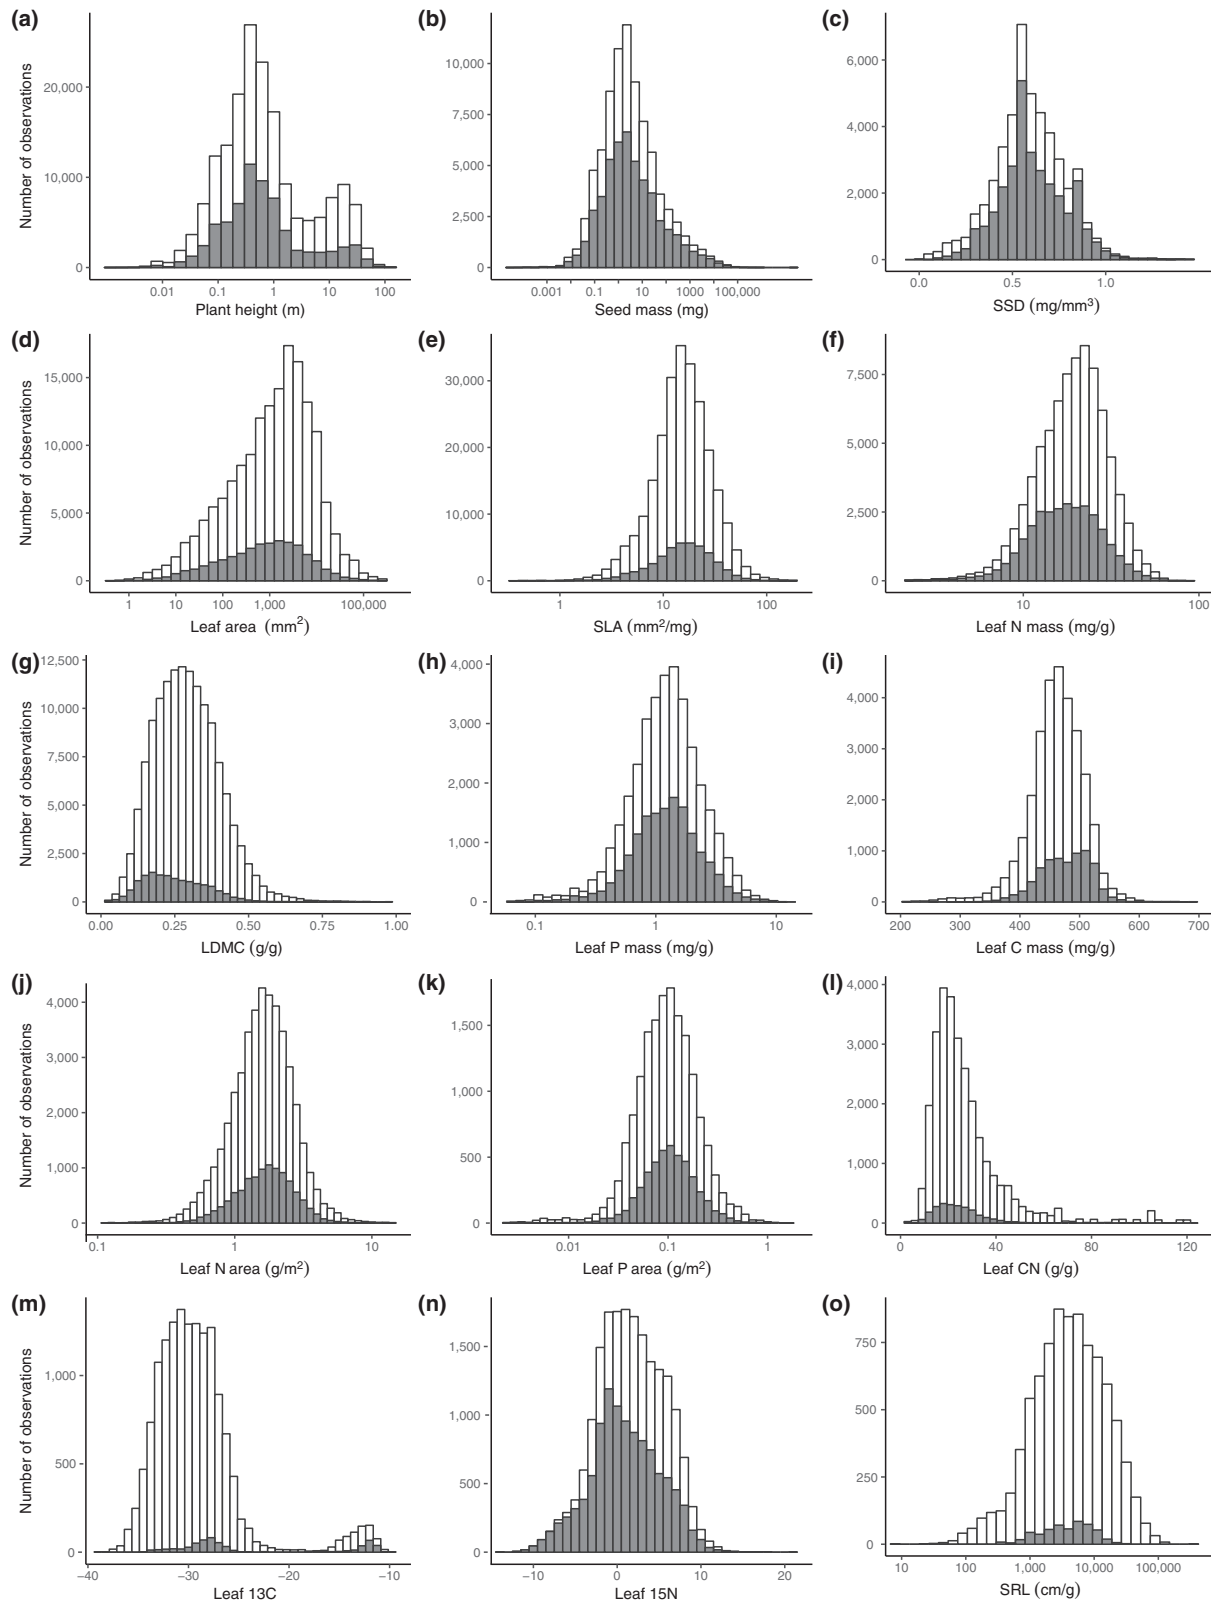 (a)
Number of observations
20,000
10,000
0
0.01 0.1 1 10 100
Plant height (m)
(b)
10,000
7,500
5,000
2,500
0
0.001 0.1 10 1000 100,000
Seed mass (mg)
(c)
6,000
4,000
2,000
0
0.0 0.5 1.0
SSD (mg/mm³)
(d)
Number of observations
15,000
10,000
5,000
0
1 10 100 1,000 100,000
Leaf area (mm²)
(e)
30,000
20,000
10,000
0
1 10 100
SLA (mm²/mg)
(f)
7,500
5,000
2,500
0
10 100
Leaf N mass (mg/g)
(g)
Number of observations
12,500
10,000
7,500
5,000
2,500
0
0.00 0.25 0.50 0.75 1.00
LDMC (g/g)
(h)
4,000
3,000
2,000
1,000
0
0.1 1 10
Leaf P mass (mg/g)
(i)
4,000
3,000
2,000
1,000
0
200 300 400 500 600 700
Leaf C mass (mg/g)
(j)
Number of observations
4,000
3,000
2,000
1,000
0
0.1 1 10
Leaf N area (g/m²)
(k)
1,500
1,000
500
0
0.01 0.1 1
Leaf P area (g/m²)
(l)
4,000
3,000
2,000
1,000
0
0 40 80 120
Leaf CN (g/g)
(m)
Number of observations
1,000
500
0
−40 −30 −20 −10
Leaf 13C
(n)
1,500
1,000
500
0
−10 0 10 20
Leaf 15N
(o)
750
500
250
0
10 100 1,000 10,000 100,000
SRL (cm/g)